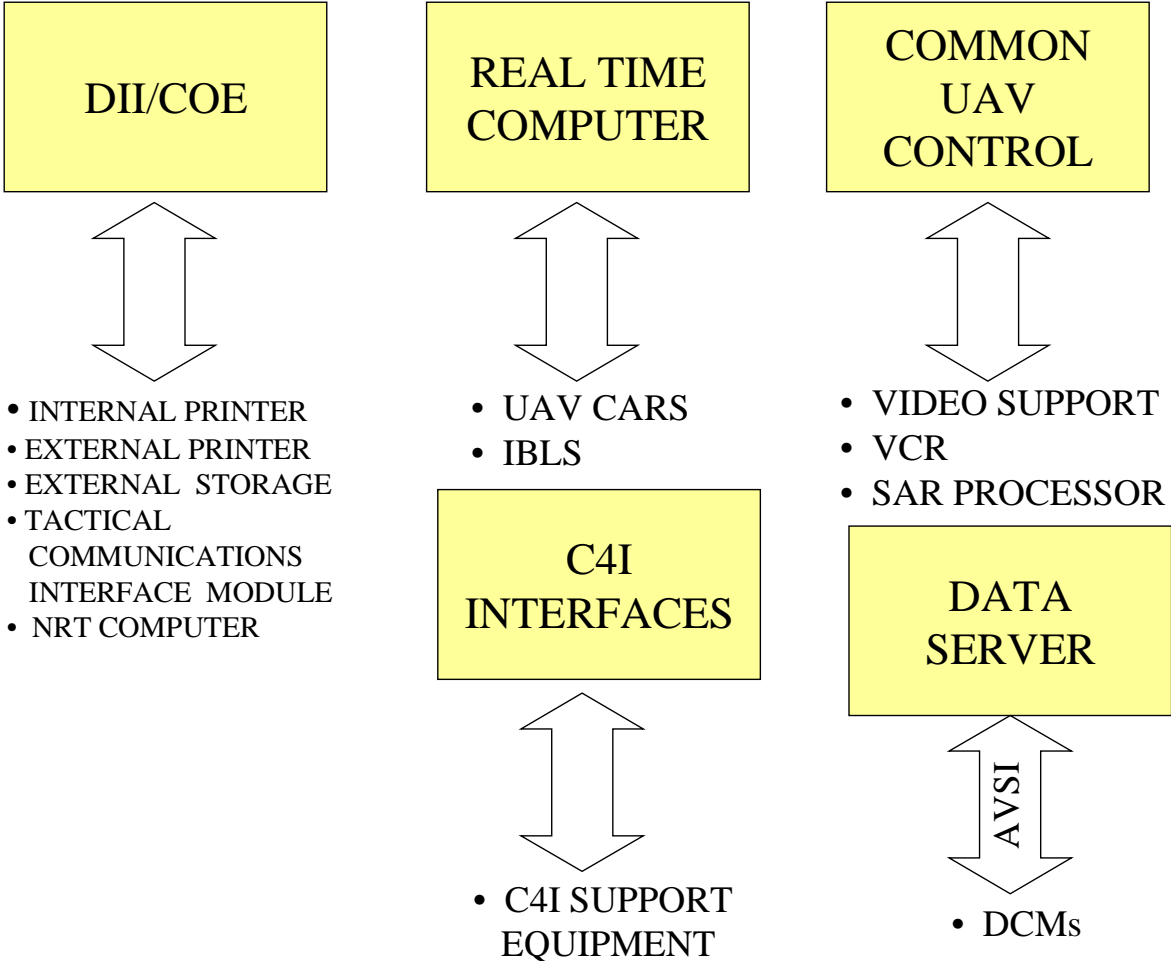 DII/COE
• INTERNAL PRINTER
• EXTERNAL PRINTER
• EXTERNAL STORAGE
• TACTICAL
COMMUNICATIONS
INTERFACE MODULE
• NRT COMPUTER
REAL TIME
COMPUTER
• UAV CARS
• IBLS
C4I
INTERFACES
• C4I SUPPORT
EQUIPMENT
COMMON
UAV
CONTROL
• VIDEO SUPPORT
• VCR
• SAR PROCESSOR
DATA
SERVER
AVSI
• DCMs